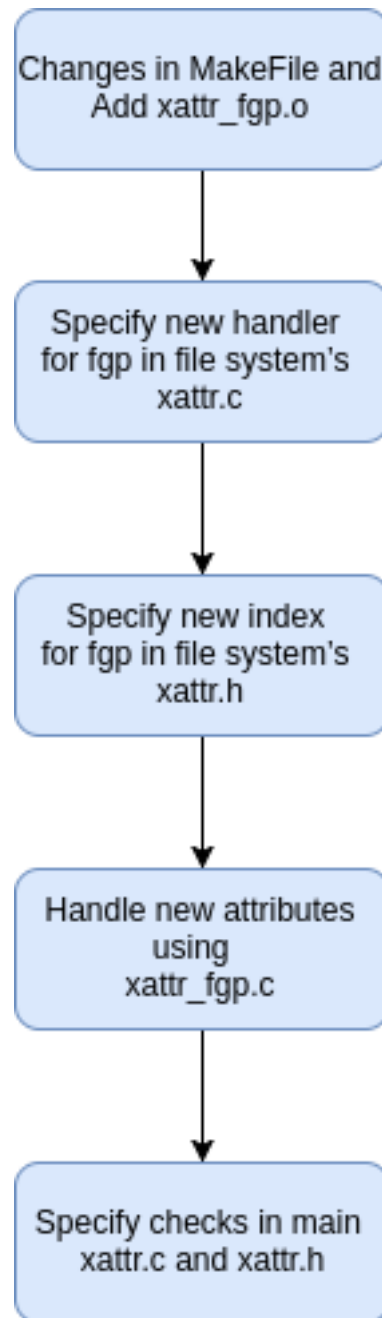 Changes in MakeFile and
Add xattr_fgp.o
Specify new handler
for fgp in file system's
xattr.c
Specify new index
for fgp in file system's
xattr.h
Handle new attributes
using
xattr_fgp.c
Specify checks in main
xattr.c and xattr.h